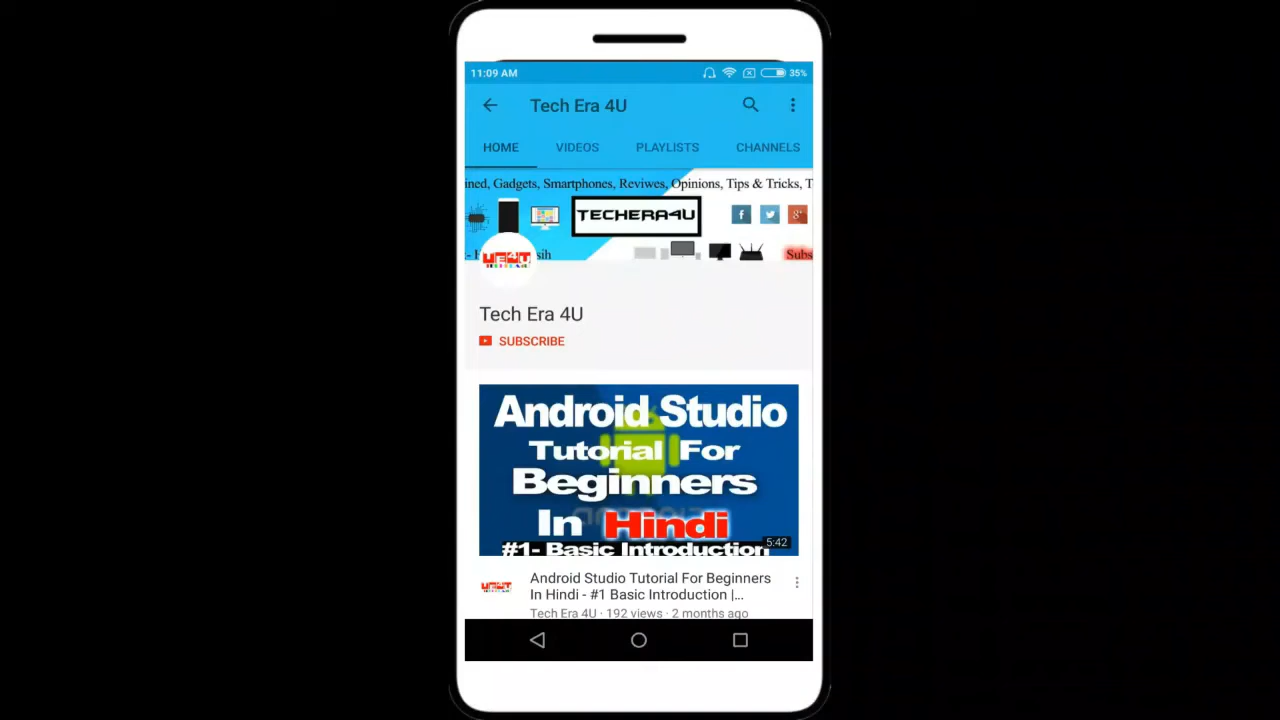 11:09 AM
35%
Tech Era 4U
HOME VIDEOS PLAYLISTS CHANNELS
ined, Gadgets, Smartphones, Reviwes, Opinions, Tips & Tricks, T
TECHERA4U
f
g+
sih
Subs
Tech Era 4U
SUBSCRIBE
Android Studio
Tutorial For
Beginners
In Hindi
#1- Basic Introduction
5:42
Android Studio Tutorial For Beginners
In Hindi - #1 Basic Introduction |...
Tech Era 4U · 192 views · 2 months ago